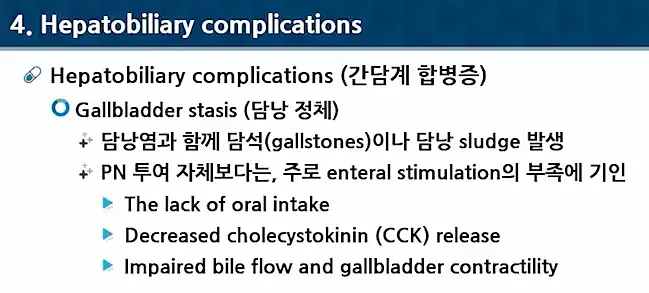 4. Hepatobiliary complications
Hepatobiliary complications (간담계 합병증)
Gallbladder stasis (담낭 정체)
담낭염과 함께 담석(gallstones)이나 담낭 sludge 발생
PN 투여 자체보다는, 주로 enteral stimulation의 부족에 기인
The lack of oral intake
Decreased cholecystokinin (CCK) release
Impaired bile flow and gallbladder contractility